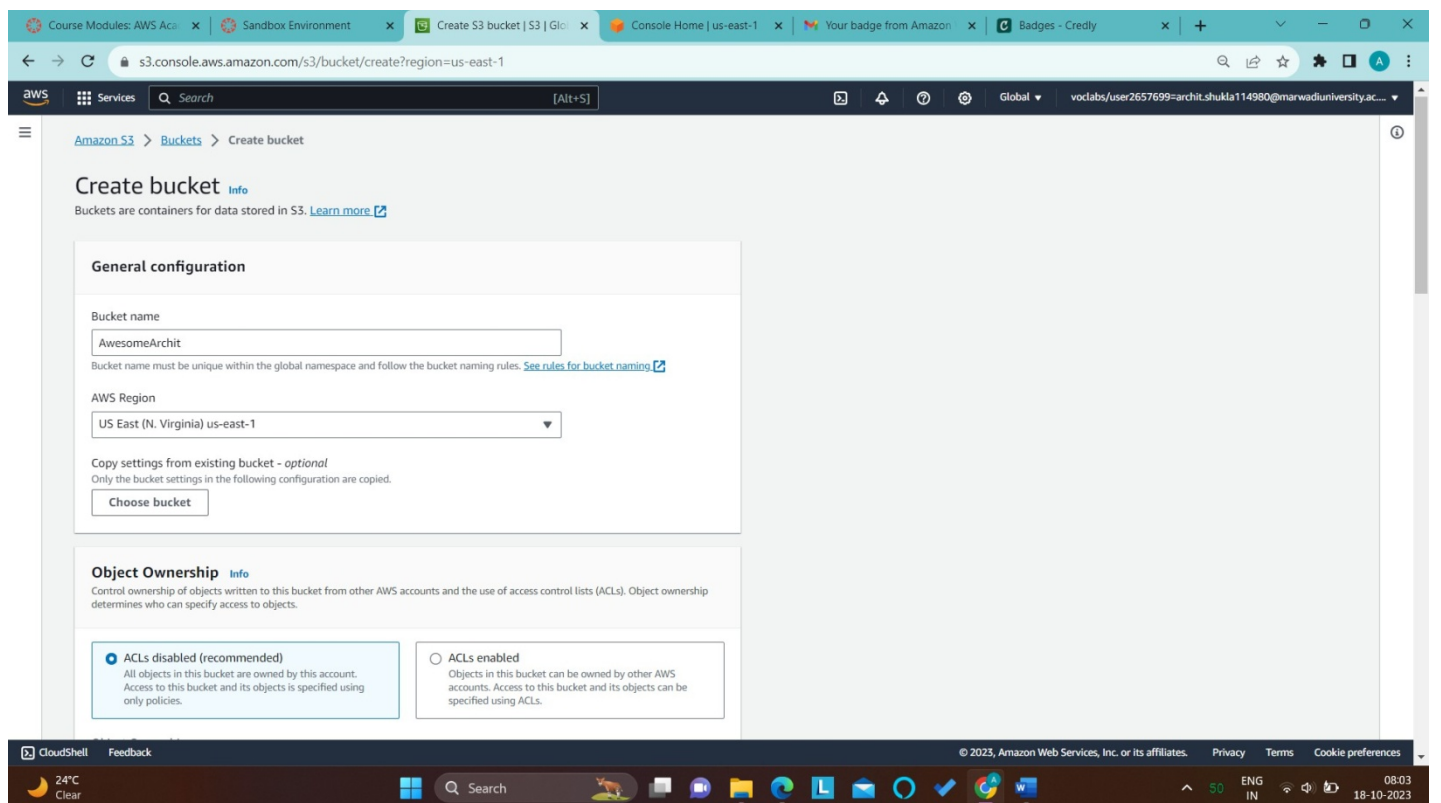 Course Modules: AWS Aca
Sandbox Environment
Create S3 bucket | S3 | Glo
Console Home | us-east-1
Your badge from Amazon
Badges - Credly
s3.console.aws.amazon.com/s3/bucket/create?region=us-east-1
A
aws
Services
Search
[Alt+S]
Global
voclabs/user2657699=archit.shukla114980@marwadiuniversity.ac....
Amazon S3 > Buckets > Create bucket
Create bucket Info
Buckets are containers for data stored in S3. Learn more
General configuration
Bucket name
AwesomeArchit
Bucket name must be unique within the global namespace and follow the bucket naming rules. See rules for bucket naming
AWS Region
US East (N. Virginia) us-east-1
Copy settings from existing bucket - optional
Only the bucket settings in the following configuration are copied.
Choose bucket
Object Ownership Info
Control ownership of objects written to this bucket from other AWS accounts and the use of access control lists (ACLs). Object ownership
determines who can specify access to objects.
ACLs disabled (recommended)
All objects in this bucket are owned by this account.
Access to this bucket and its objects is specified using
only policies.
ACLs enabled
Objects in this bucket can be owned by other AWS
accounts. Access to this bucket and its objects can be
specified using ACLs.
CloudShell Feedback
© 2023, Amazon Web Services, Inc. or its affiliates. Privacy Terms Cookie preferences
24°C
Clear
Search
L
50
ENG
IN
08:03
18-10-2023